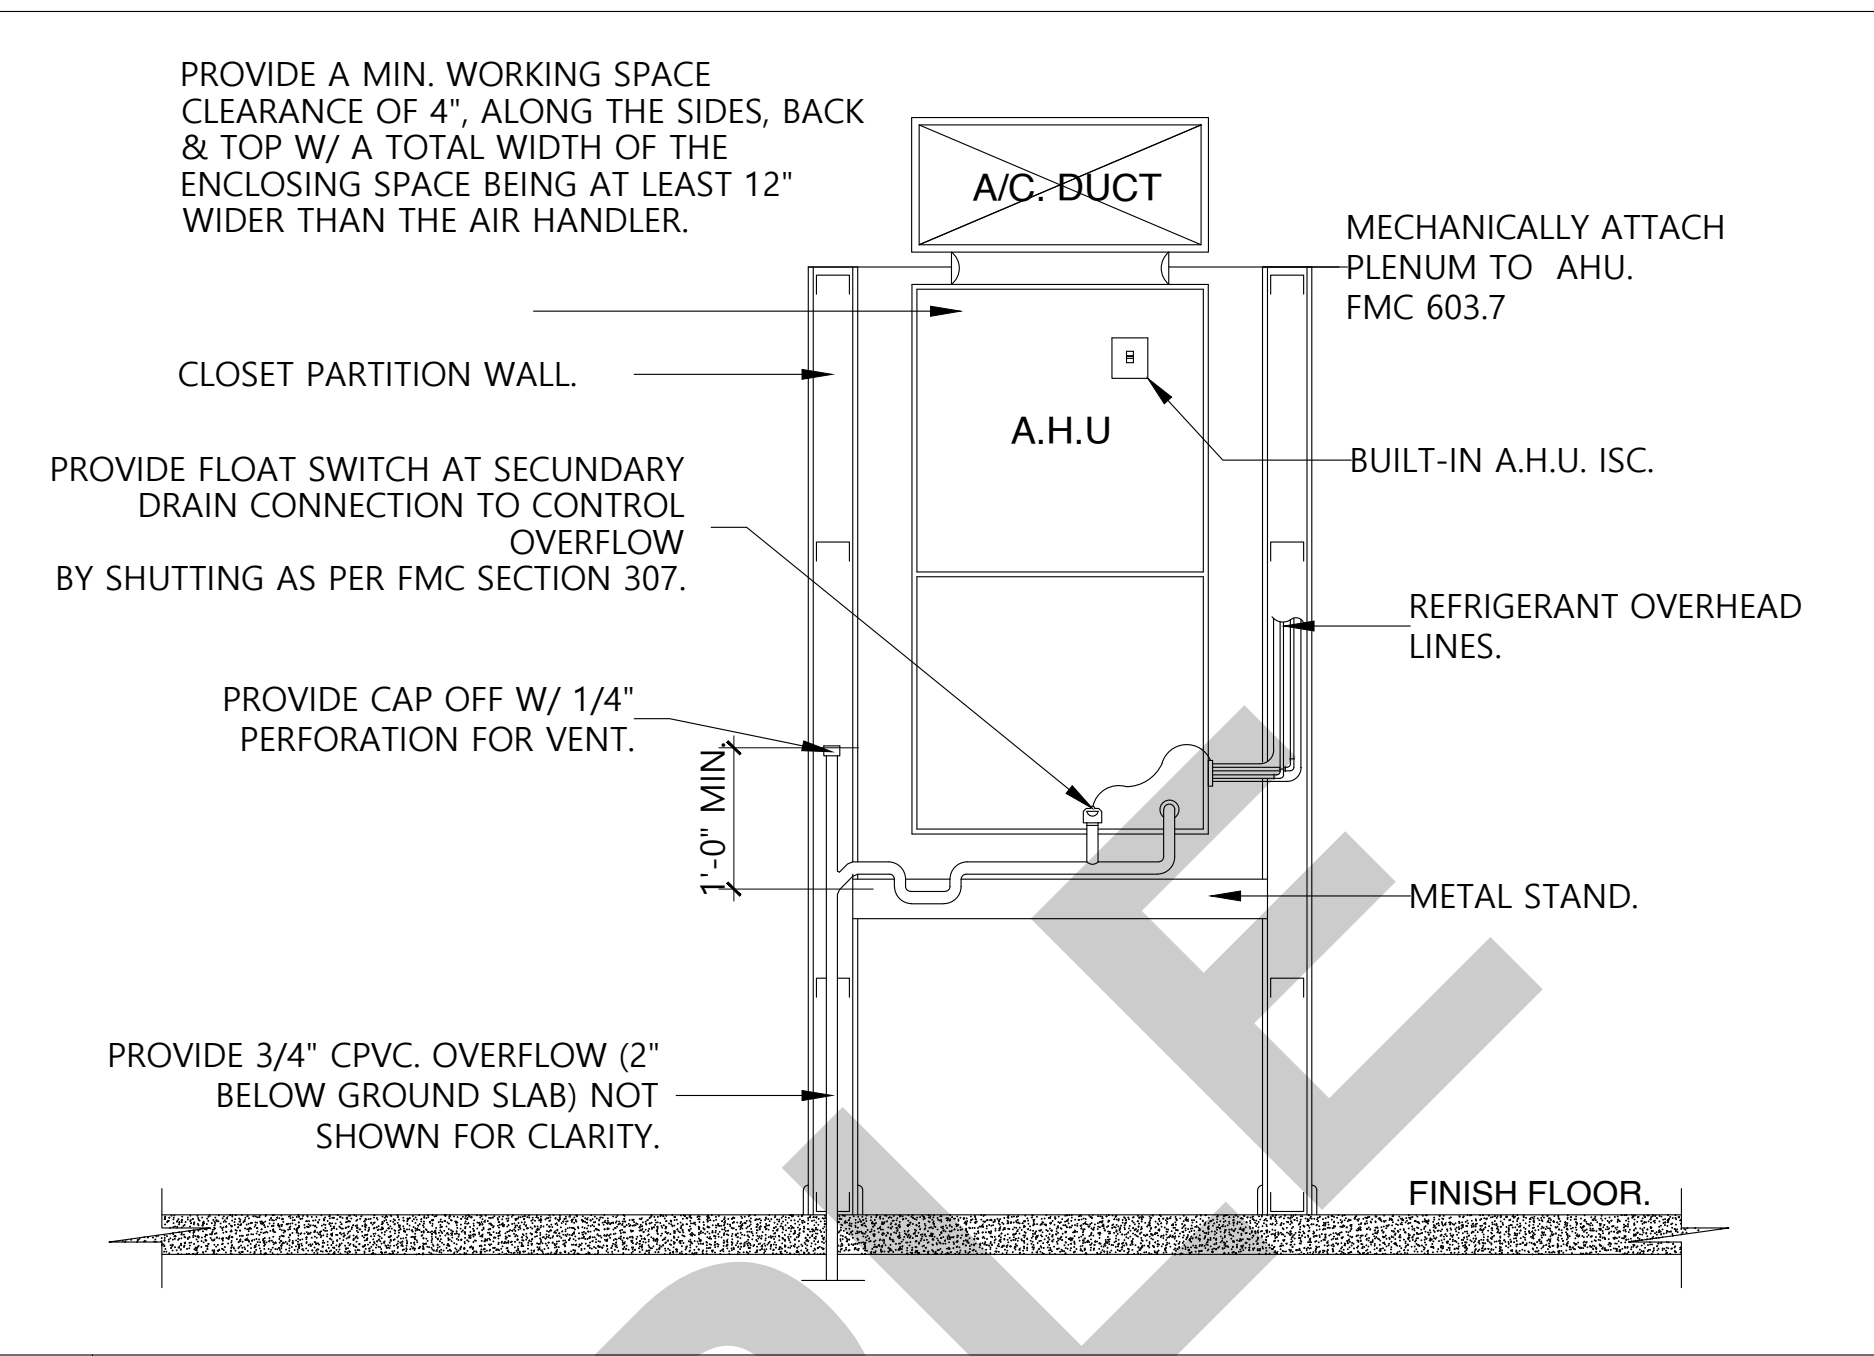 PROVIDE A MIN. WORKING SPACE
CLEARANCE OF 4", ALONG THE SIDES, BACK
& TOP W/ A TOTAL WIDTH OF THE
ENCLOSING SPACE BEING AT LEAST 12"
WIDER THAN THE AIR HANDLER.
A/C. DUCT
MECHANICALLY ATTACH
PLENUM TO AHU.
FMC 603.7
CLOSET PARTITION WALL.
A.H.U
BUILT-IN A.H.U. ISC.
PROVIDE FLOAT SWITCH AT SECUNDARY
DRAIN CONNECTION TO CONTROL
OVERFLOW
BY SHUTTING AS PER FMC SECTION 307.
REFRIGERANT OVERHEAD
LINES.
PROVIDE CAP OFF W/ 1/4"
PERFORATION FOR VENT.
1'-0" MIN.
METAL STAND.
PROVIDE 3/4" CPVC. OVERFLOW (2"
BELOW GROUND SLAB) NOT
SHOWN FOR CLARITY.
FINISH FLOOR.
PLE